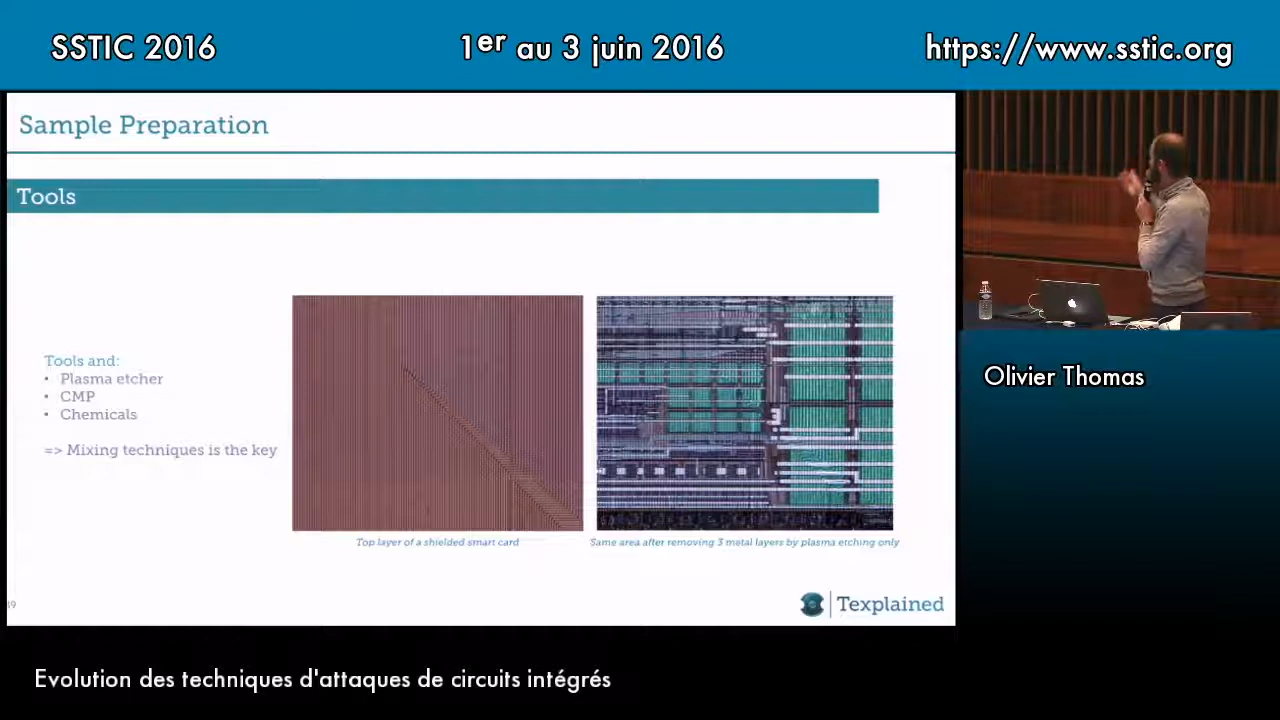 SSTIC 2016
1er au 3 juin 2016
https://www.sstic.org
Sample Preparation
Tools
Tools and:
• Plasma etcher
• CMP
• Chemicals
=> Mixing techniques is the key
Top layer of a shielded smart card
Same area after removing 3 metal layers by plasma etching only
Texplained
Olivier Thomas
Evolution des techniques d'attaques de circuits intégrés